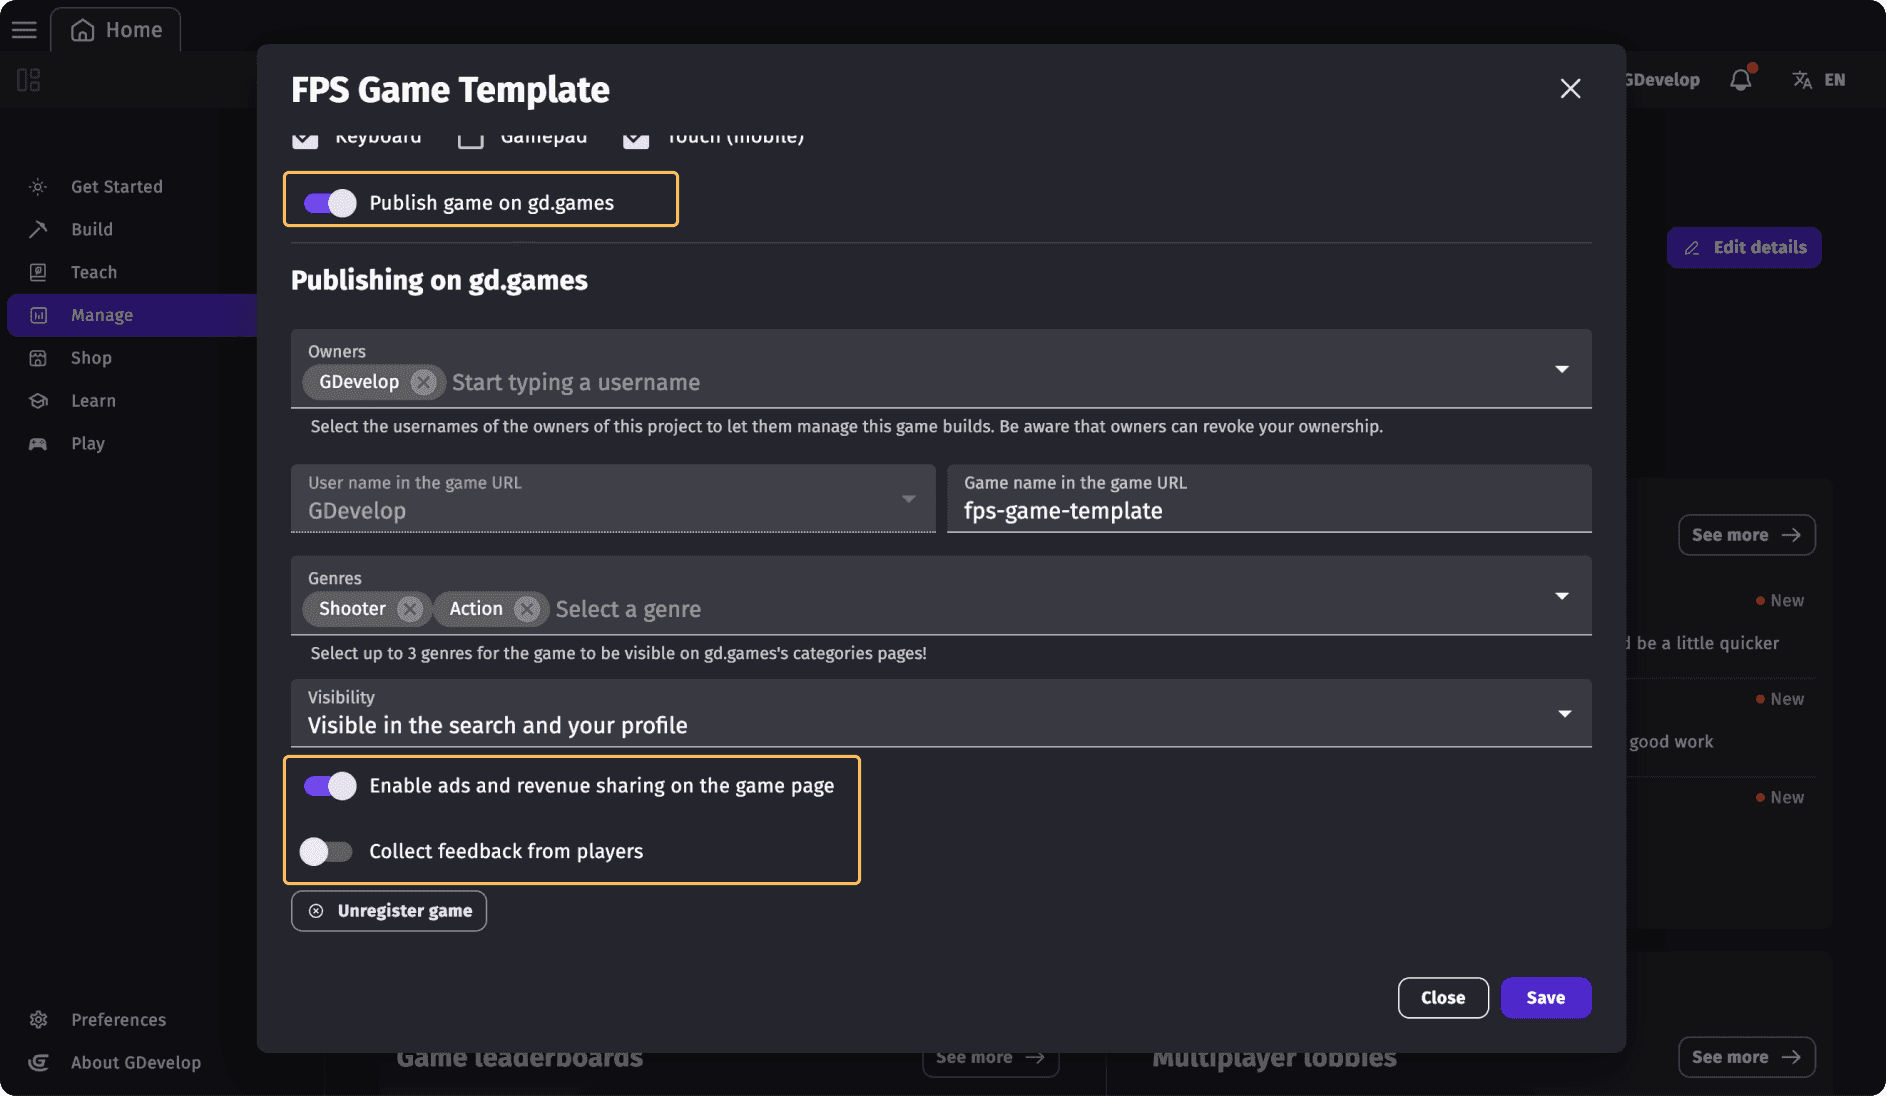 Home
GDevelop
EN
FPS Game Template
Keyboard Gamepad Touch (mobile)
Publish game on gd.games
Get Started
Build
Teach
Manage
Shop
Learn
Play
Edit details
Publishing on gd.games
Owners
GDevelop Start typing a username
Select the usernames of the owners of this project to let them manage this game builds. Be aware that owners can revoke your ownership.
User name in the game URL
GDevelop
Game name in the game URL
fps-game-template
See more
Genres
Shooter Action Select a genre
Select up to 3 genres for the game to be visible on gd.games's categories pages!
New
be a little quicker
Visibility
Visible in the search and your profile
New
good work
Enable ads and revenue sharing on the game page
New
Collect feedback from players
Unregister game
Close Save
Preferences
About GDevelop
Game leaderboards
See more
Multiplayer lobbies
See more